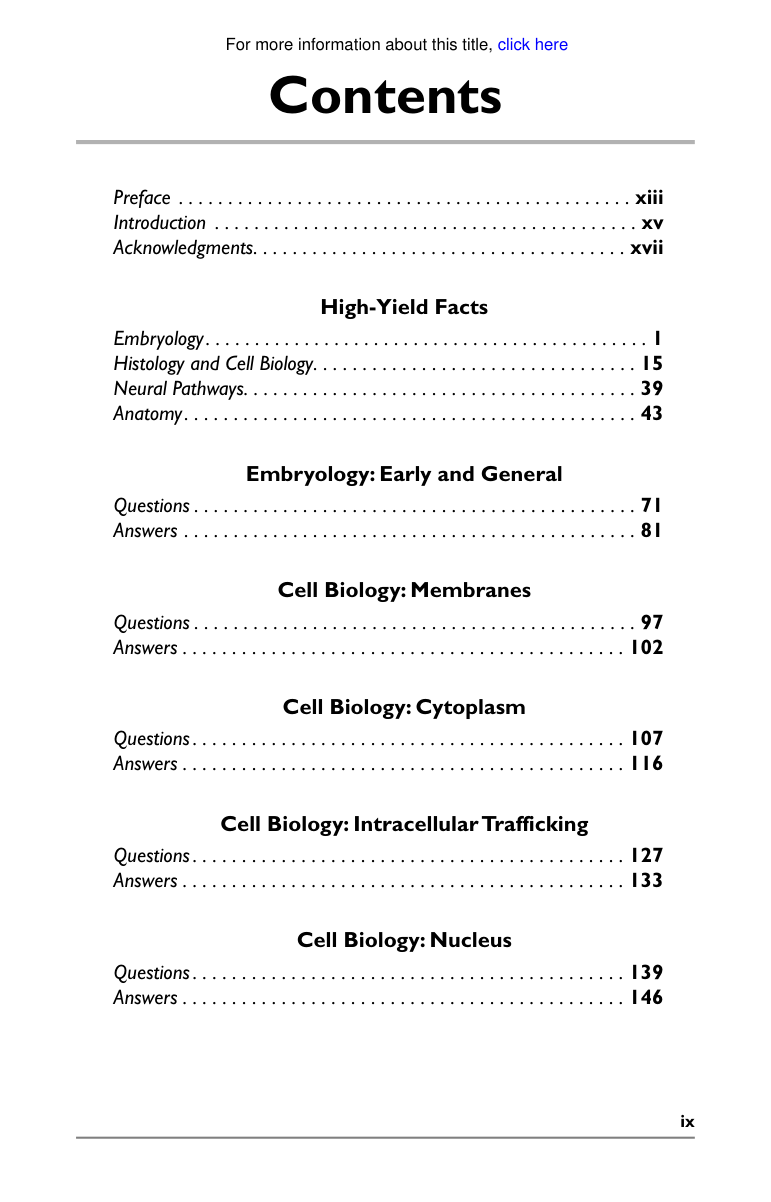 For more information about this title, click here
Contents
Preface . . . . . . . . . . . . . . . . . . . . . . . . . . . . . . . . . . . . . . . . . . . . . . xiii
Introduction . . . . . . . . . . . . . . . . . . . . . . . . . . . . . . . . . . . . . . . . . . . xv
Acknowledgments. . . . . . . . . . . . . . . . . . . . . . . . . . . . . . . . . . . . . . xvii
High-Yield Facts
Embryology . . . . . . . . . . . . . . . . . . . . . . . . . . . . . . . . . . . . . . . . . . . . . 1
Histology and Cell Biology. . . . . . . . . . . . . . . . . . . . . . . . . . . . . . . . . 15
Neural Pathways. . . . . . . . . . . . . . . . . . . . . . . . . . . . . . . . . . . . . . . . 39
Anatomy . . . . . . . . . . . . . . . . . . . . . . . . . . . . . . . . . . . . . . . . . . . . . . 43
Embryology: Early and General
Questions . . . . . . . . . . . . . . . . . . . . . . . . . . . . . . . . . . . . . . . . . . . . . 71
Answers . . . . . . . . . . . . . . . . . . . . . . . . . . . . . . . . . . . . . . . . . . . . . . 81
Cell Biology: Membranes
Questions . . . . . . . . . . . . . . . . . . . . . . . . . . . . . . . . . . . . . . . . . . . . . 97
Answers . . . . . . . . . . . . . . . . . . . . . . . . . . . . . . . . . . . . . . . . . . . . . 102
Cell Biology: Cytoplasm
Questions . . . . . . . . . . . . . . . . . . . . . . . . . . . . . . . . . . . . . . . . . . . . 107
Answers . . . . . . . . . . . . . . . . . . . . . . . . . . . . . . . . . . . . . . . . . . . . . 116
Cell Biology: Intracellular Trafficking
Questions . . . . . . . . . . . . . . . . . . . . . . . . . . . . . . . . . . . . . . . . . . . . 127
Answers . . . . . . . . . . . . . . . . . . . . . . . . . . . . . . . . . . . . . . . . . . . . . 133
Cell Biology: Nucleus
Questions . . . . . . . . . . . . . . . . . . . . . . . . . . . . . . . . . . . . . . . . . . . . 139
Answers . . . . . . . . . . . . . . . . . . . . . . . . . . . . . . . . . . . . . . . . . . . . . 146
ix